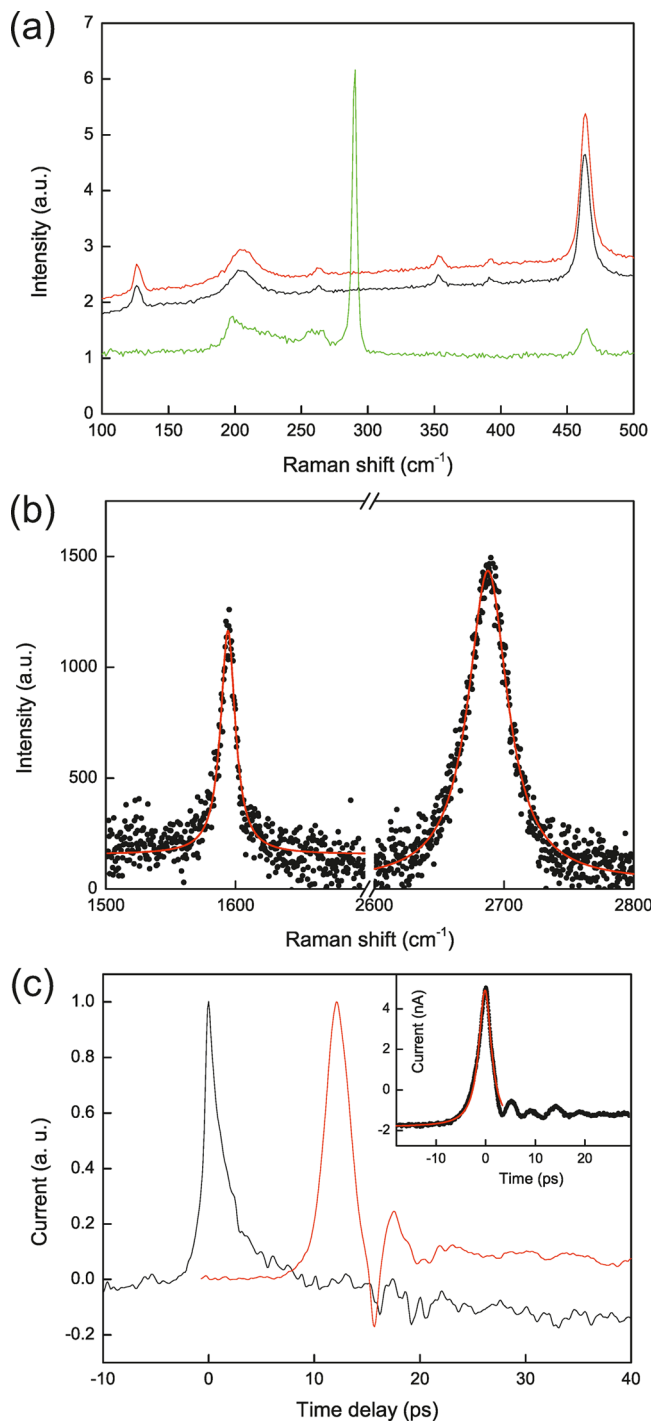 (a)
7
6
5
4
3
2
1
0
Intensity (a.u.)
100 150 200 250 300 350 400 450 500
Raman shift (cm⁻¹)
(b)
1500
1000
500
0
Intensity (a.u.)
1500 1600 2600 2700 2800
Raman shift (cm⁻¹)
(c)
1.0
0.8
0.6
0.4
0.2
0.0
-0.2
Current (a. u.)
-10 0 10 20 30 40
Time delay (ps)
4
2
0
-2
Current (nA)
-10 0 10 20
Time (ps)